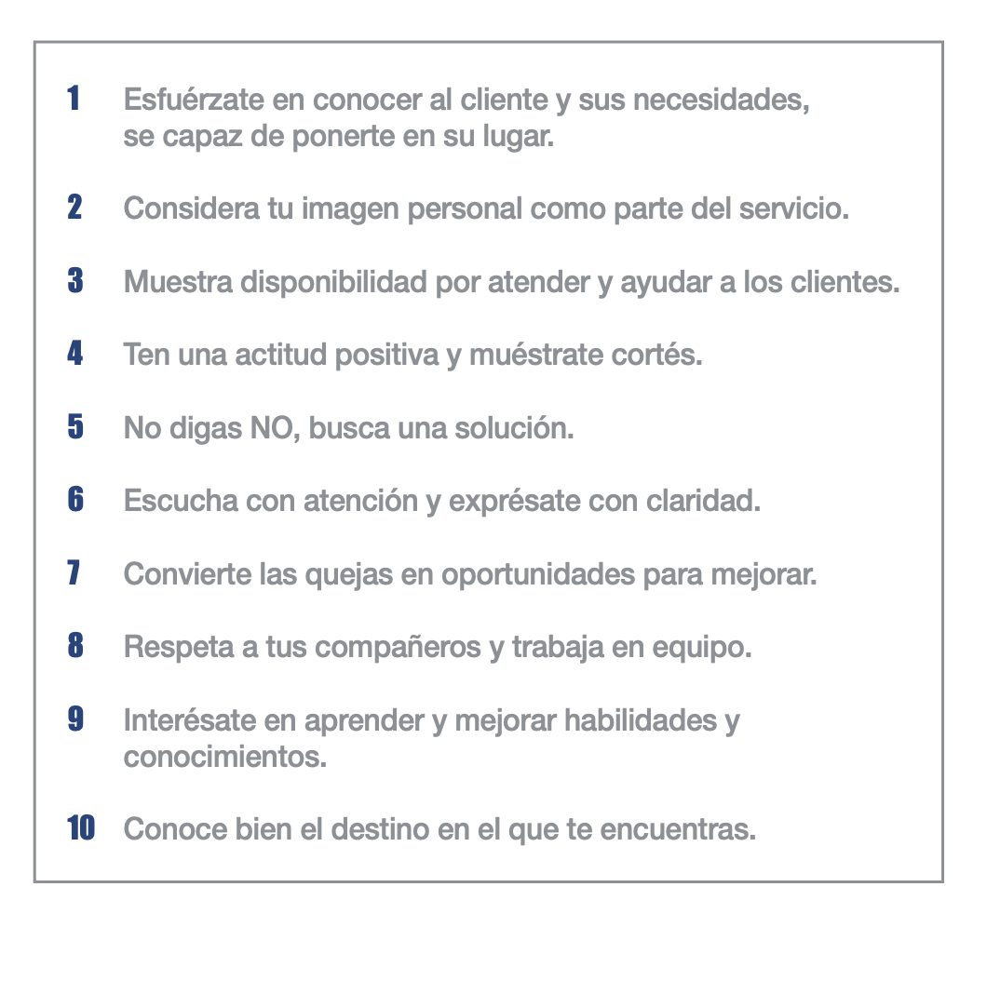 1 Esfuérzate en conocer al cliente y sus necesidades,
se capaz de ponerte en su lugar.
2 Considera tu imagen personal como parte del servicio.
3 Muestra disponibilidad por atender y ayudar a los clientes.
4 Ten una actitud positiva y muéstrate cortés.
5 No digas NO, busca una solución.
6 Escucha con atención y exprésate con claridad.
7 Convierte las quejas en oportunidades para mejorar.
8 Respeta a tus compañeros y trabaja en equipo.
9 Interésate en aprender y mejorar habilidades y
conocimientos.
10 Conoce bien el destino en el que te encuentras.